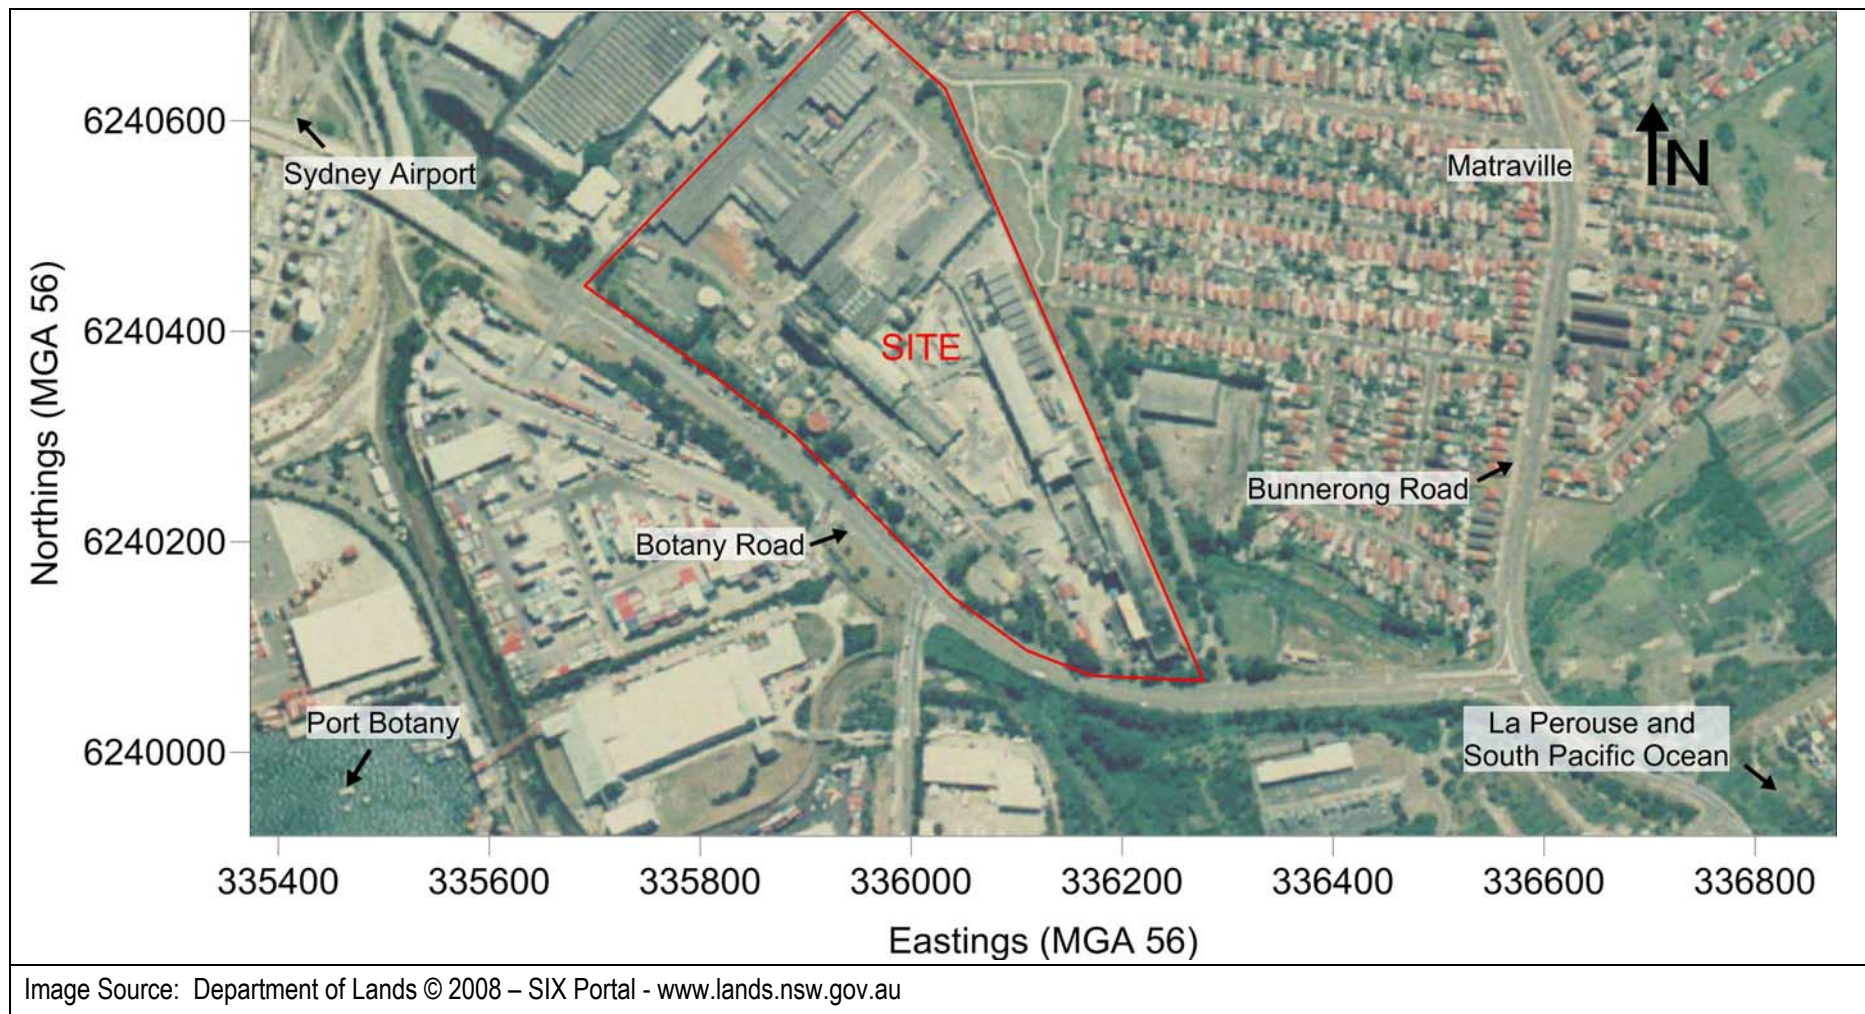 6240600
Sydney Airport
Matraville
N
Northings (MGA 56)
6240400
SITE
Bunnerong Road
6240200
Botany Road
Port Botany
La Perouse and
South Pacific Ocean
6240000
335400 335600 335800 336000 336200 336400 336600 336800
Eastings (MGA 56)
Image Source: Department of Lands © 2008 – SIX Portal - www.lands.nsw.gov.au